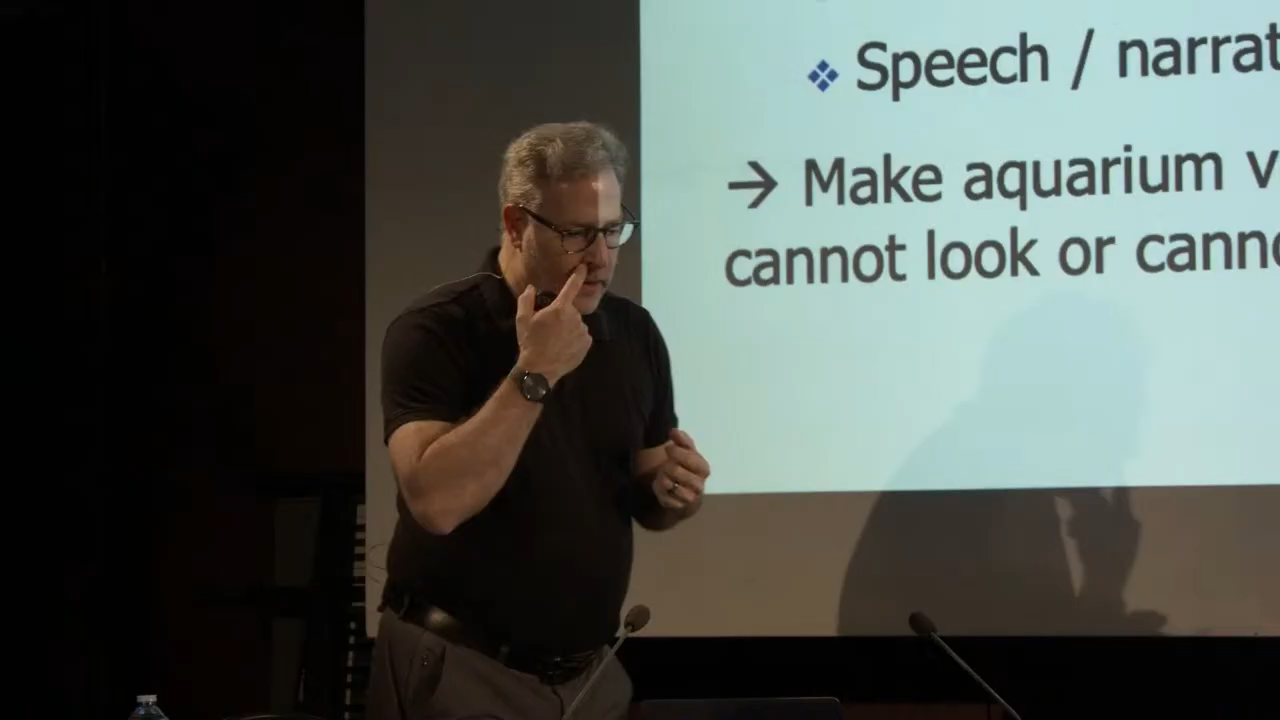 ❖ Speech / narrat
→ Make aquarium v
cannot look or canno